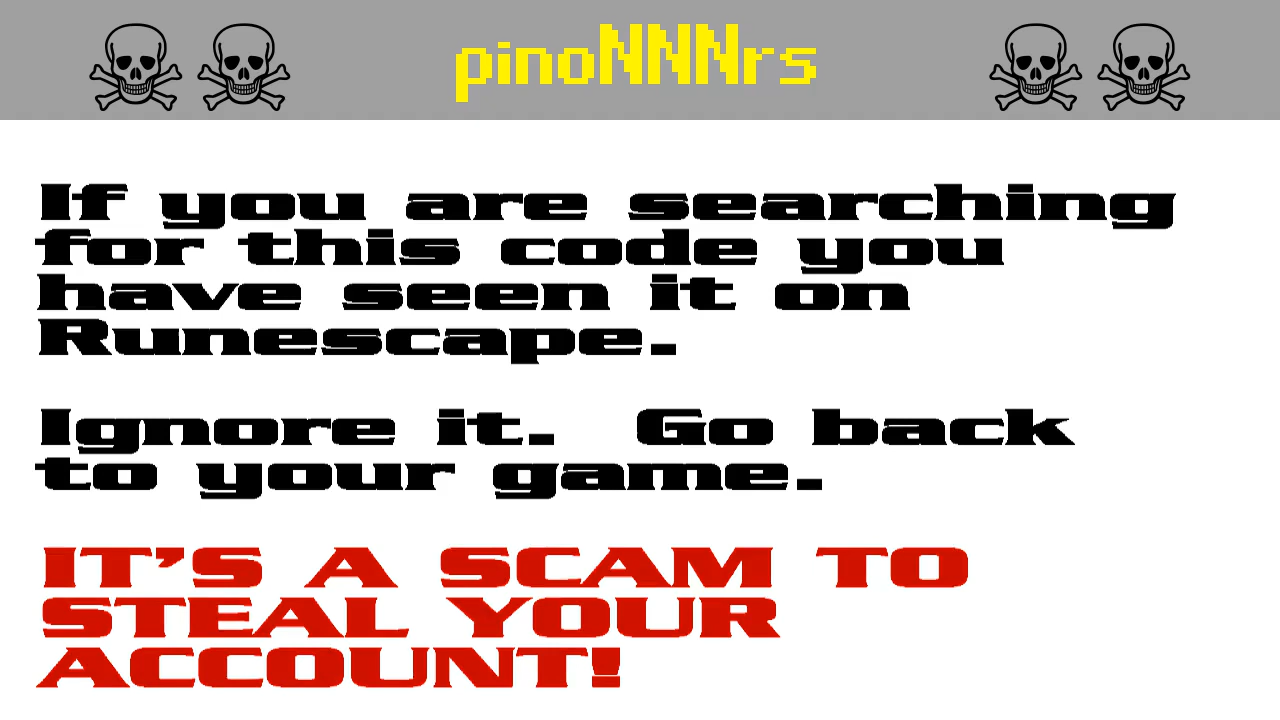 pinoNNNrs
If you are searching
for this code you
have seen it on
Runescape.
Ignore it.  Go back
to your game.
IT'S A SCAM TO
STEAL YOUR
ACCOUNT!